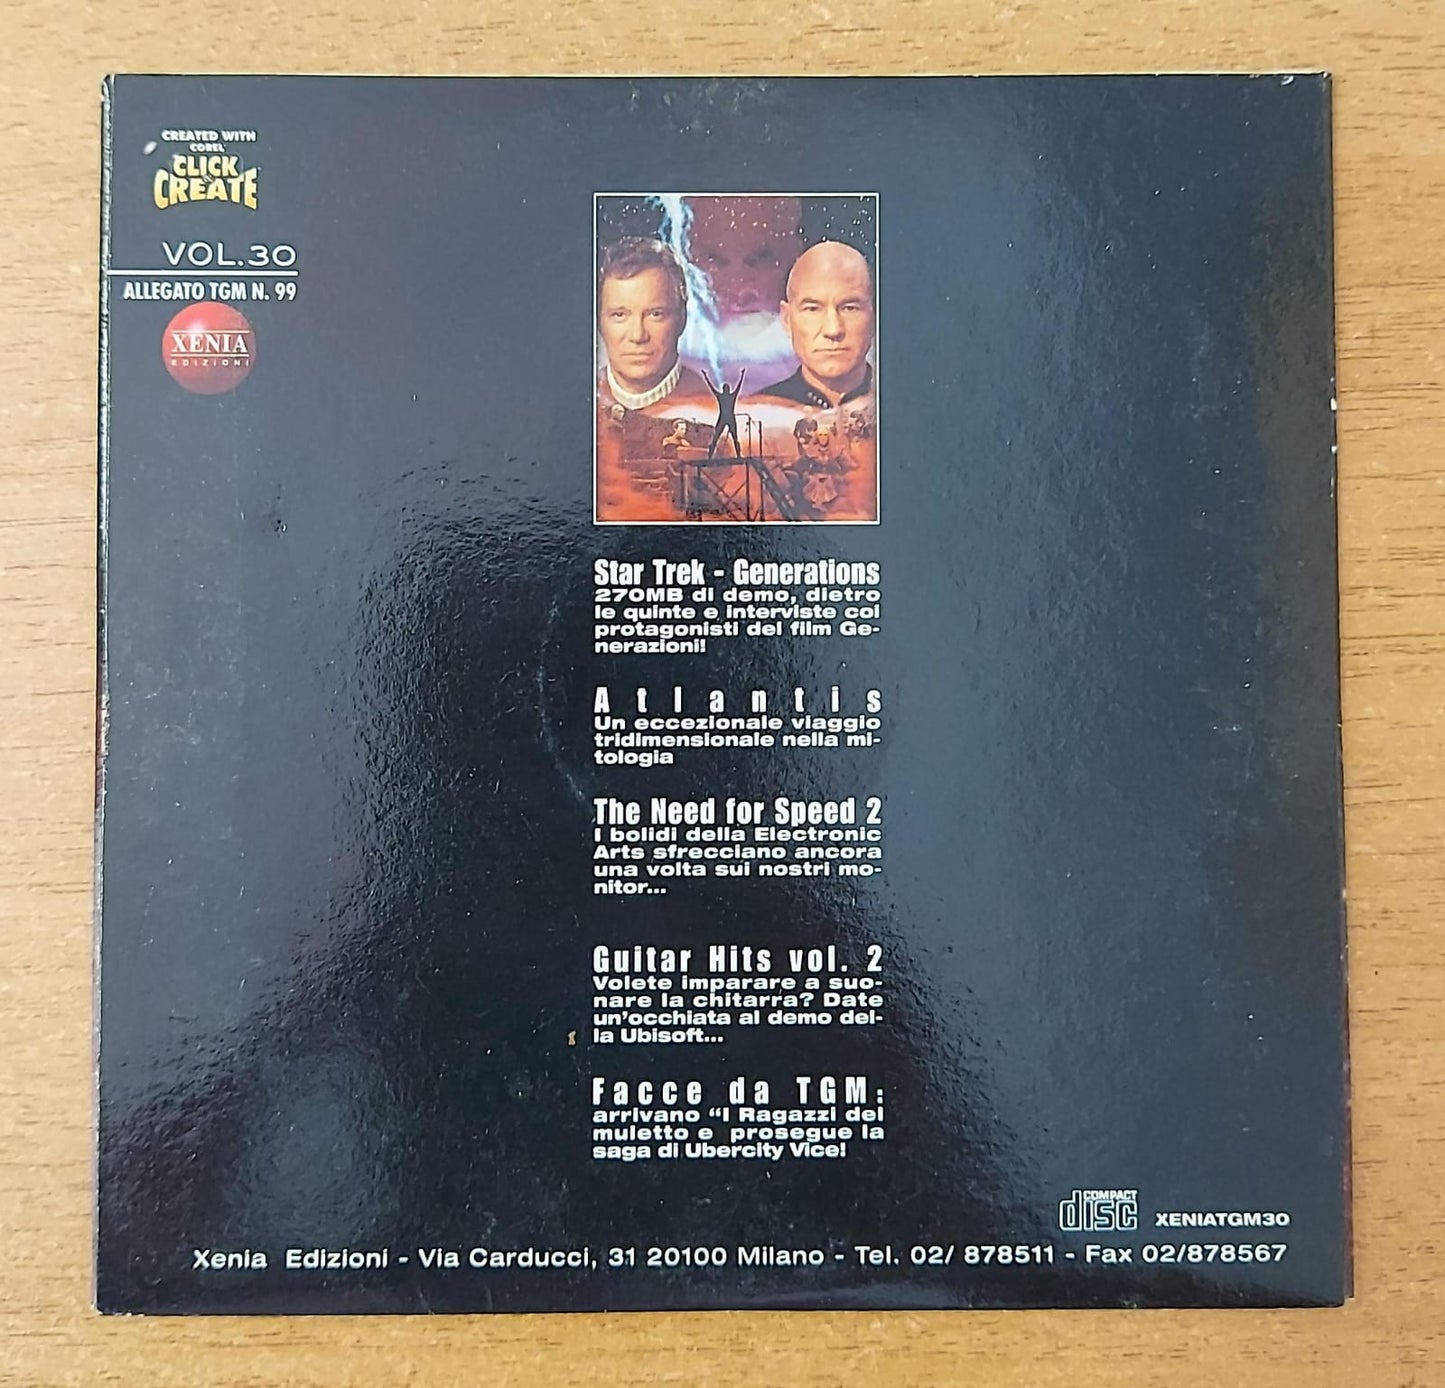 CREATED WITH
COREL
CLICK
&
CREATE
VOL.30
ALLEGATO TGM N. 99
XENIA
EDIZIONI
Star Trek - Generations
270MB di demo, dietro
le quinte e interviste coi
protagonisti del film Ge-
nerazioni!
Atlantis
Un eccezionale viaggio
tridimensionale nella mi-
tologia
The Need for Speed 2
I bolidi della Electronic
Arts sfrecciano ancora
una volta sui nostri mo-
nitor...
Guitar Hits vol. 2
Volete imparare a suo-
nare la chitarra? Date
un'occhiata al demo del-
la Ubisoft...
Facce da TGM:
arrivano “I Ragazzi del
muletto e prosegue la
saga di Ubercity Vice!
COMPACT
disc
XENIATGM30
Xenia Edizioni - Via Carducci, 31 20100 Milano - Tel. 02/ 878511 - Fax 02/878567